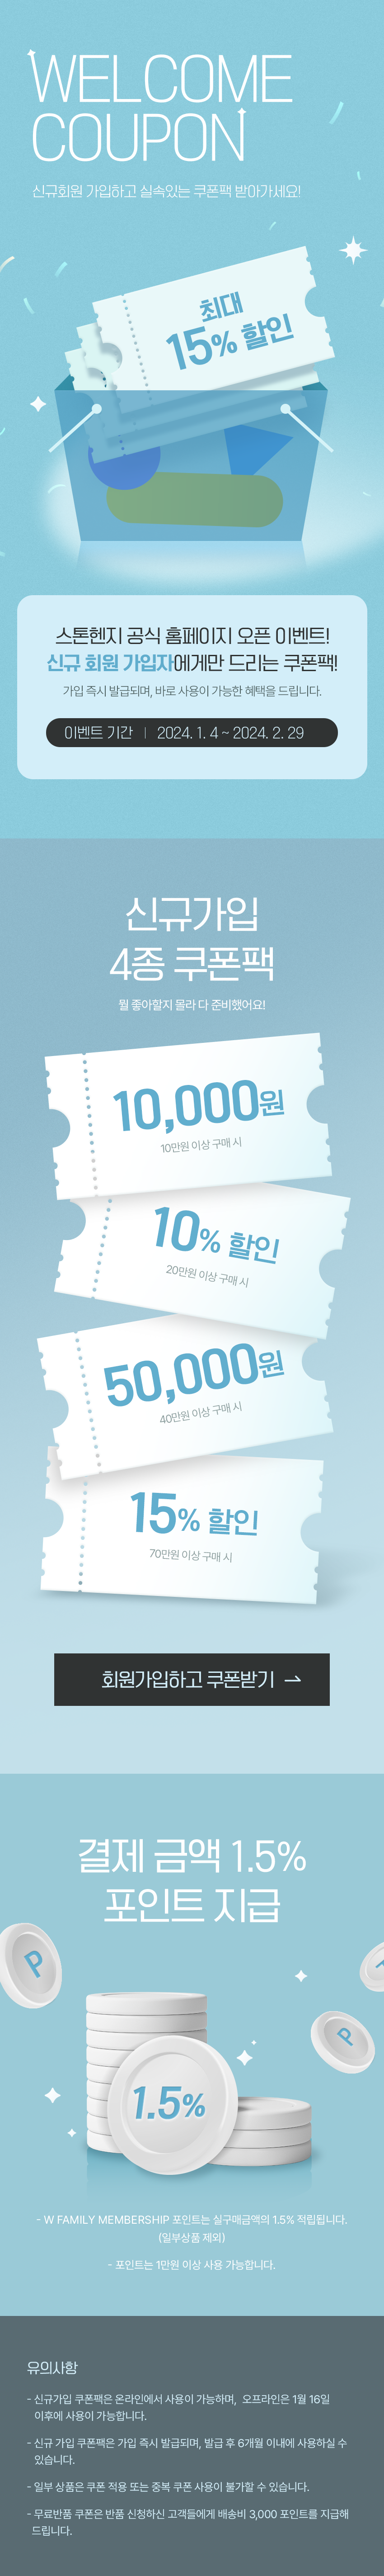 WELCOME
COUPON
신규회원 가입하고 실속있는 쿠폰팩 받아가세요!
최대
15% 할인
스톤헨지 공식 홈페이지 오픈 이벤트!
신규 회원 가입자에게만 드리는 쿠폰팩!
가입 즉시 발급되며, 바로 사용이 가능한 혜택을 드립니다.
이벤트 기간 | 2024. 1. 4 ~ 2024. 2. 29
신규가입
4종 쿠폰팩
뭘 좋아할지 몰라 다 준비했어요!
10,000원
10만원 이상 구매 시
10% 할인
20만원 이상 구매 시
50,000원
40만원 이상 구매 시
15% 할인
70만원 이상 구매 시
회원가입하고 쿠폰받기 →
결제 금액 1.5%
포인트 지급
P
P
1.5%
- W FAMILY MEMBERSHIP 포인트는 실구매금액의 1.5% 적립됩니다.
(일부상품 제외)
- 포인트는 1만원 이상 사용 가능합니다.
유의사항
- 신규가입 쿠폰팩은 온라인에서 사용이 가능하며, 오프라인은 1월 16일
이후에 사용이 가능합니다.
- 신규 가입 쿠폰팩은 가입 즉시 발급되며, 발급 후 6개월 이내에 사용하실 수
있습니다.
- 일부 상품은 쿠폰 적용 또는 중복 쿠폰 사용이 불가할 수 있습니다.
- 무료반품 쿠폰은 반품 신청하신 고객들에게 배송비 3,000 포인트를 지급해
드립니다.